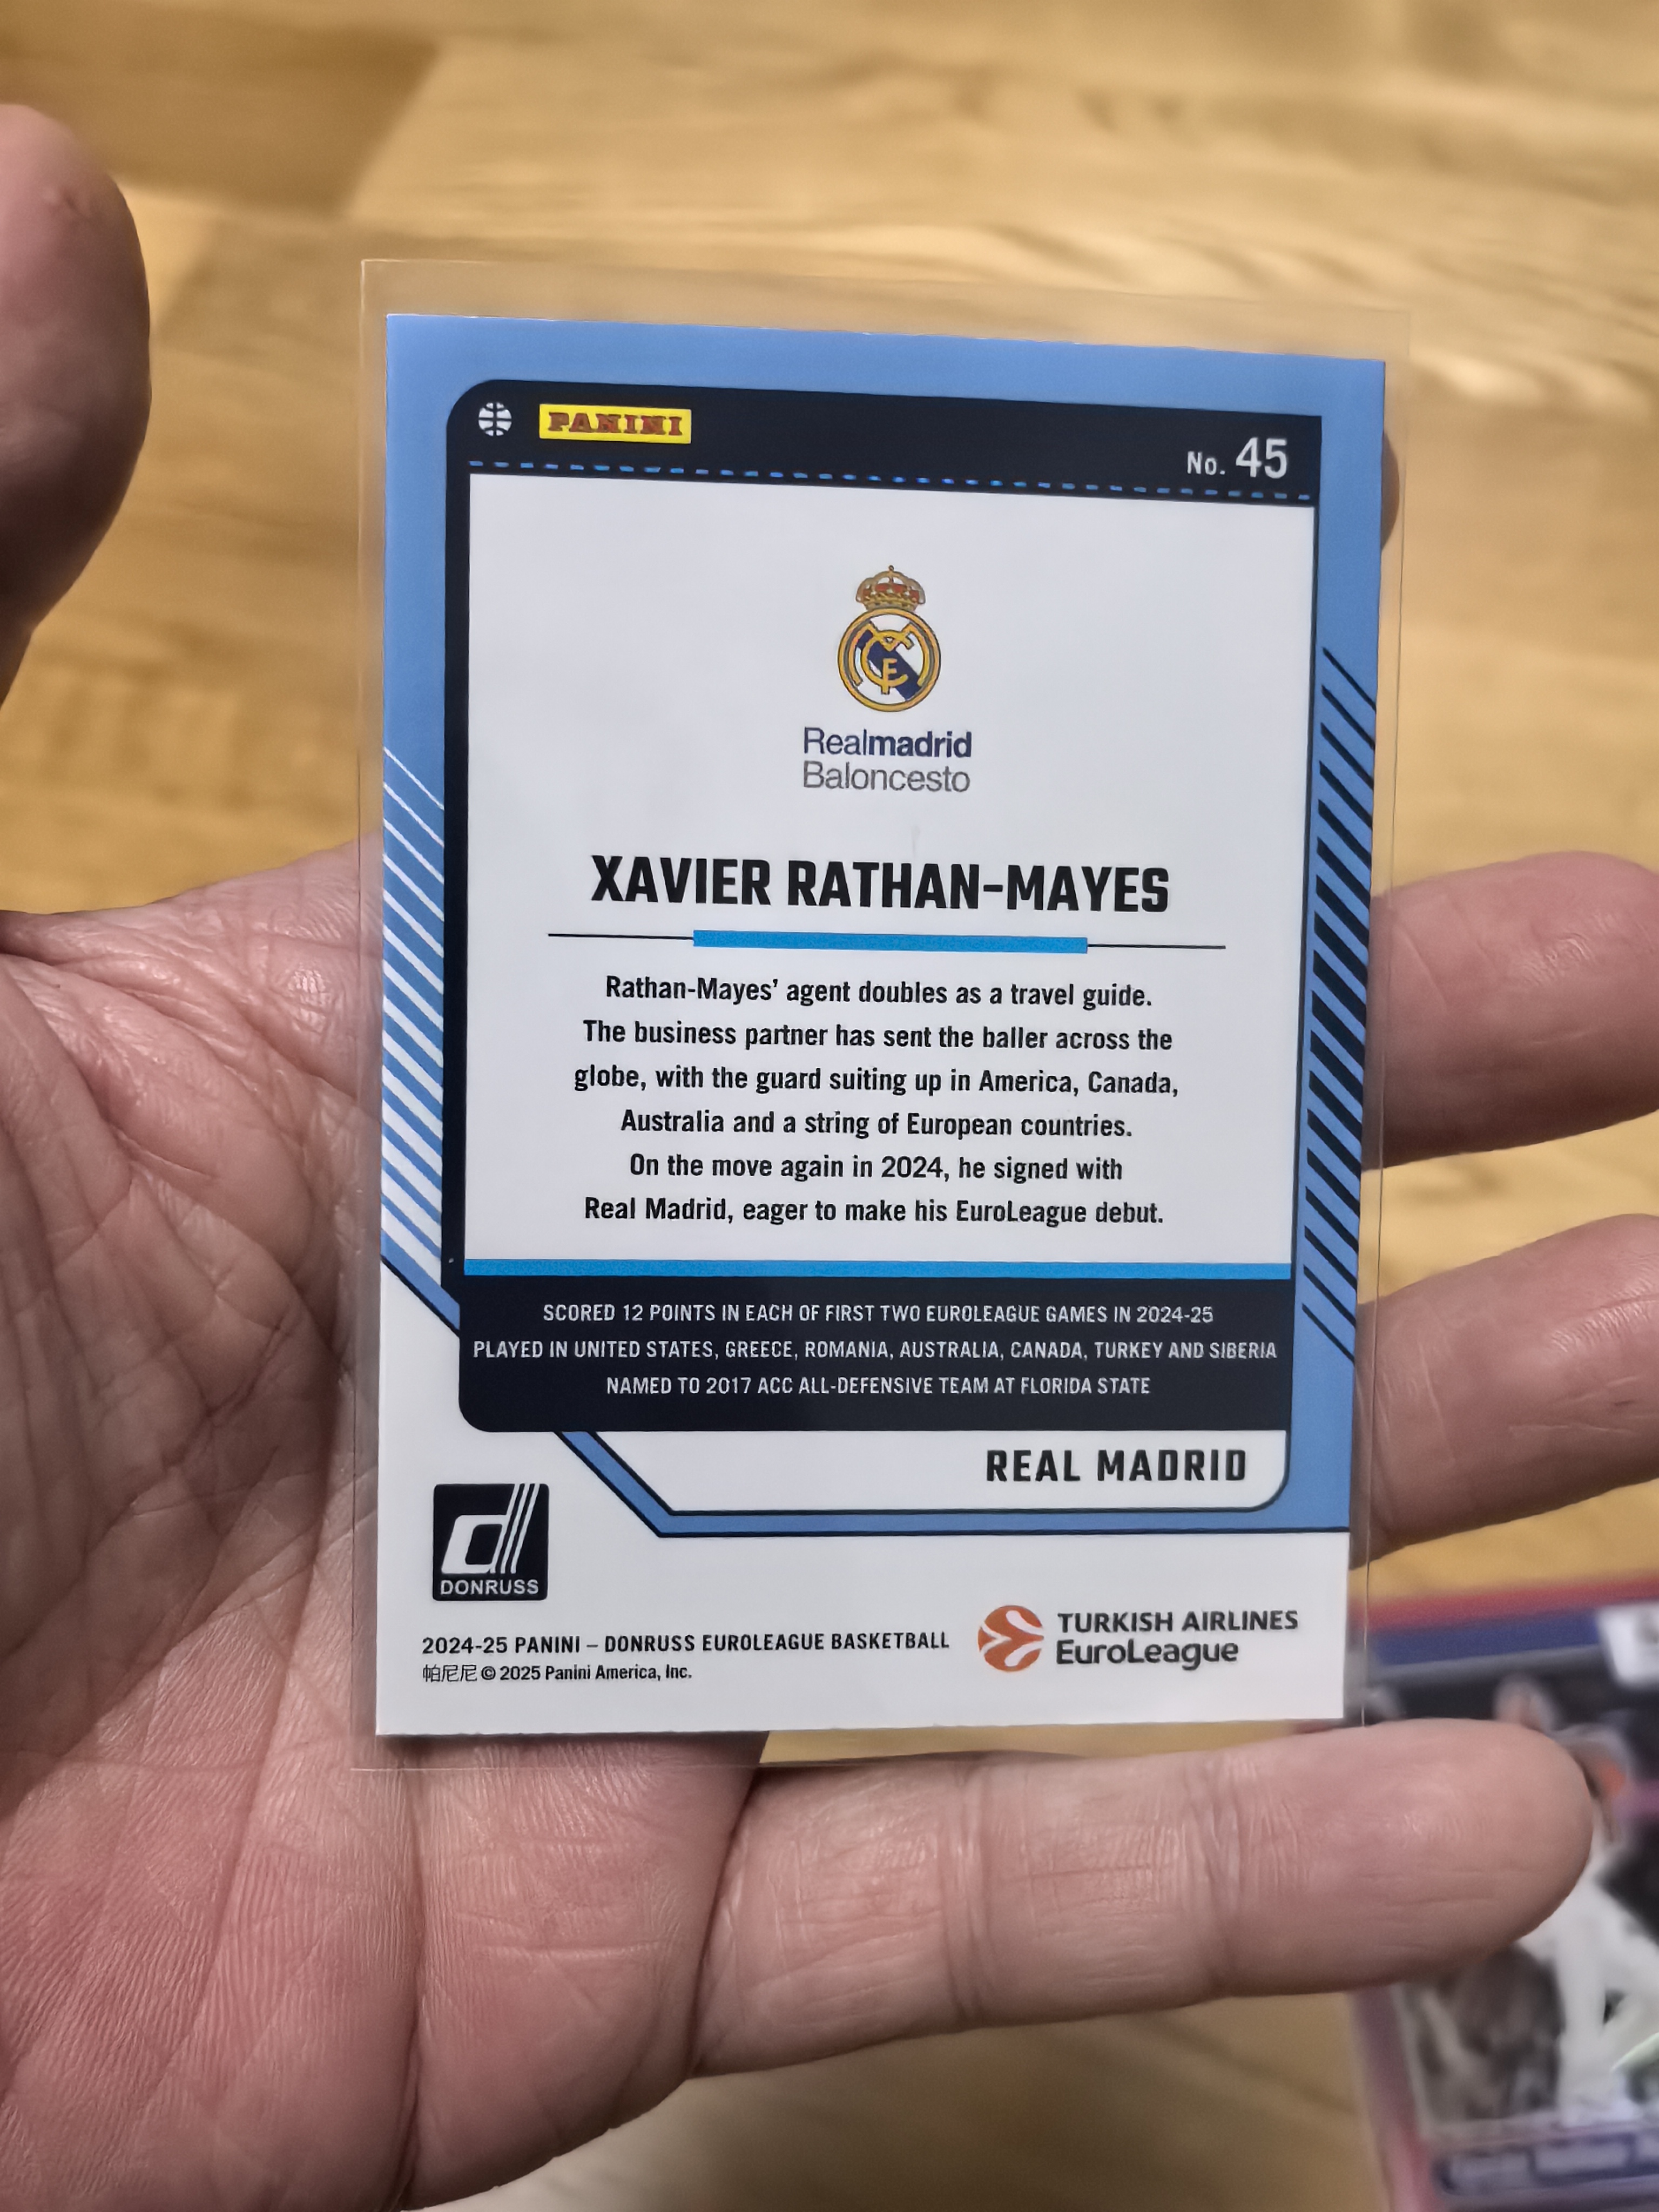 PANINI
No. 45
Realmadrid
Baloncesto
XAVIER RATHAN-MAYES
Rathan-Mayes’ agent doubles as a travel guide.
The business partner has sent the baller across the
globe, with the guard suiting up in America, Canada,
Australia and a string of European countries.
On the move again in 2024, he signed with
Real Madrid, eager to make his EuroLeague debut.
SCORED 12 POINTS IN EACH OF FIRST TWO EUROLEAGUE GAMES IN 2024-25
PLAYED IN UNITED STATES, GREECE, ROMANIA, AUSTRALIA, CANADA, TURKEY AND SIBERIA
NAMED TO 2017 ACC ALL-DEFENSIVE TEAM AT FLORIDA STATE
REAL MADRID
DONRUSS
2024-25 PANINI – DONRUSS EUROLEAGUE BASKETBALL
帕尼尼 © 2025 Panini America, Inc.
TURKISH AIRLINES
EuroLeague